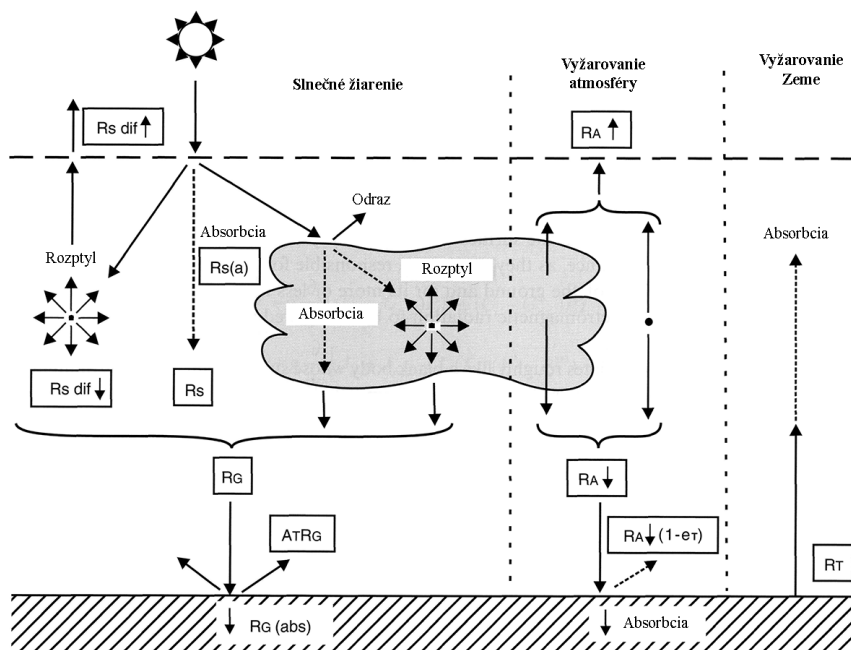 Slnečné žiarenie
Vyžarovanie
atmosféry
Vyžarovanie
Zeme
Rs dif ↑
RA ↑
Odraz
Absorbcia
Rs(a)
Rozptyl
Rozptyl
Absorbcia
Absorbcia
Rs dif ↓
Rs
RG
RA ↓
ATRG
RA ↓ (1-eT)
RT
↓ RG (abs)
↓ Absorbcia